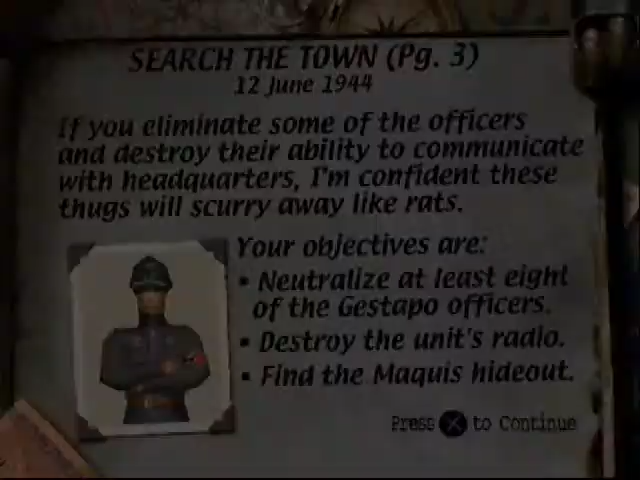 SEARCH THE TOWN (Pg. 3)
12 June 1944
If you eliminate some of the officers
and destroy their ability to communicate
with headquarters, I'm confident these
thugs will scurry away like rats.
Your objectives are:
• Neutralize at least eight
of the Gestapo officers.
• Destroy the unit's radio.
• Find the Maquis hideout.
Press X to Continue